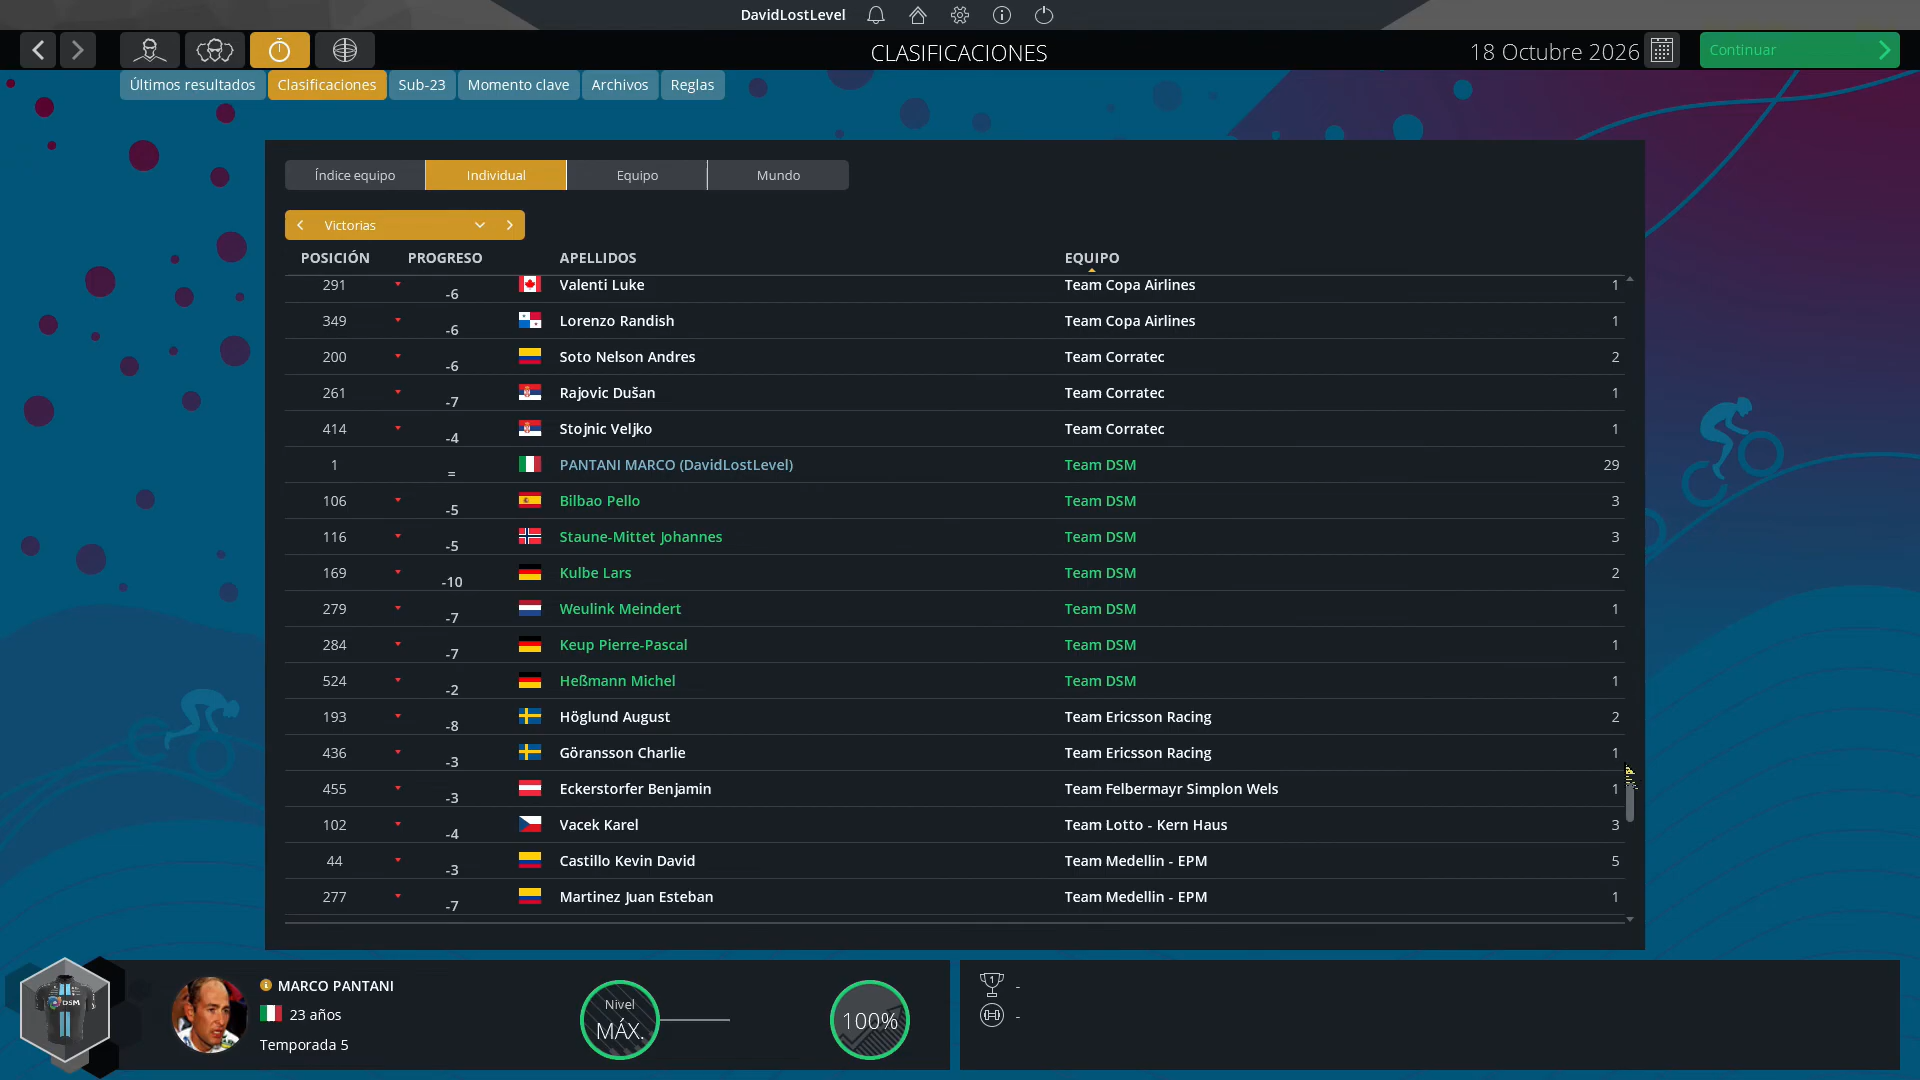 DavidLostLevel
CLASIFICACIONES
18 Octubre 2026
Continuar
Últimos resultados Clasificaciones Sub-23 Momento clave Archivos Reglas
Índice equipo Individual Equipo Mundo
Victorias
POSICIÓN PROGRESO APELLIDOS EQUIPO
291 -6 Valenti Luke Team Copa Airlines 1
349 -6 Lorenzo Randish Team Copa Airlines 1
200 -6 Soto Nelson Andres Team Corratec 2
261 -7 Rajovic Dušan Team Corratec 1
414 -4 Stojnic Veljko Team Corratec 1
1 = PANTANI MARCO (DavidLostLevel) Team DSM 29
106 -5 Bilbao Pello Team DSM 3
116 -5 Staune-Mittet Johannes Team DSM 3
169 -10 Kulbe Lars Team DSM 2
279 -7 Weulink Meindert Team DSM 1
284 -7 Keup Pierre-Pascal Team DSM 1
524 -2 Heßmann Michel Team DSM 1
193 -8 Höglund August Team Ericsson Racing 2
436 -3 Göransson Charlie Team Ericsson Racing 1
455 -3 Eckerstorfer Benjamin Team Felbermayr Simplon Wels 1
102 -4 Vacek Karel Team Lotto - Kern Haus 3
44 -3 Castillo Kevin David Team Medellin - EPM 5
277 -7 Martinez Juan Esteban Team Medellin - EPM 1
DSM
MARCO PANTANI
23 años
Temporada 5
Nivel
MÁX.
100%
1 -
-